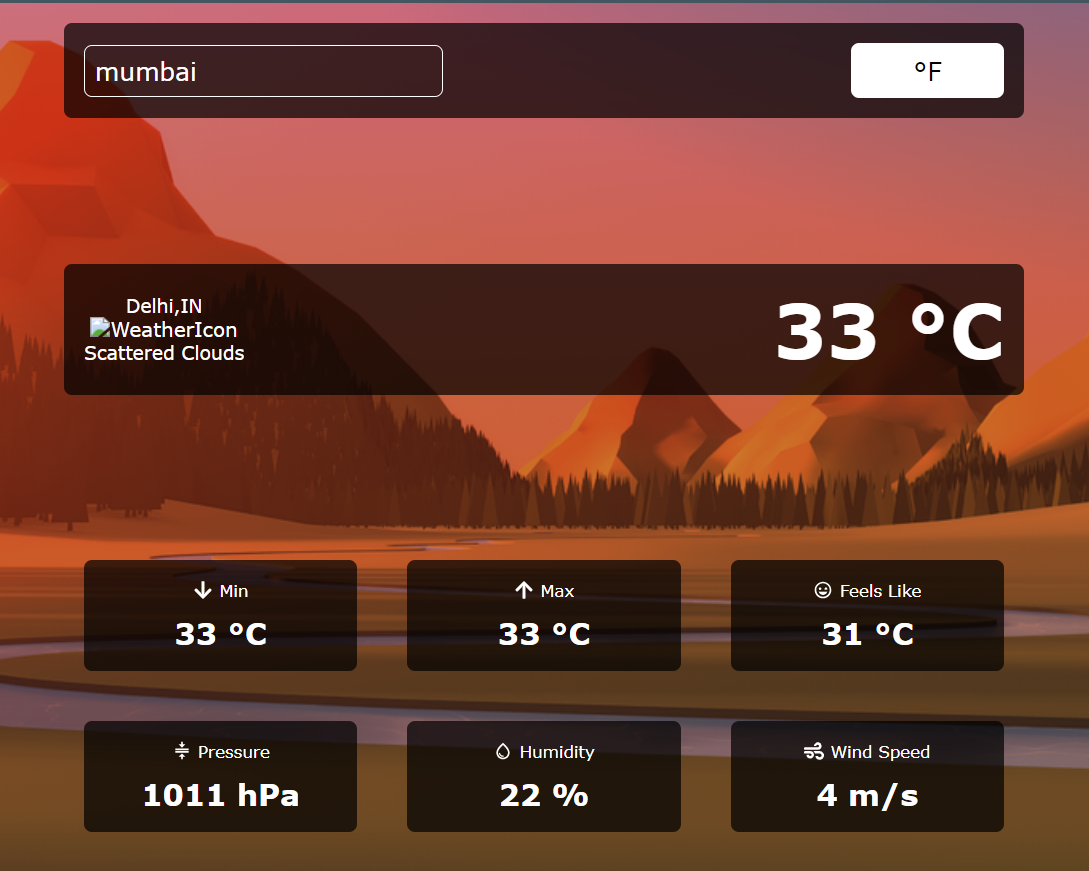 mumbai
°F
Delhi,IN
WeatherIcon
Scattered Clouds
33 °C
Min
33 °C
Max
33 °C
Feels Like
31 °C
Pressure
1011 hPa
Humidity
22 %
Wind Speed
4 m/s